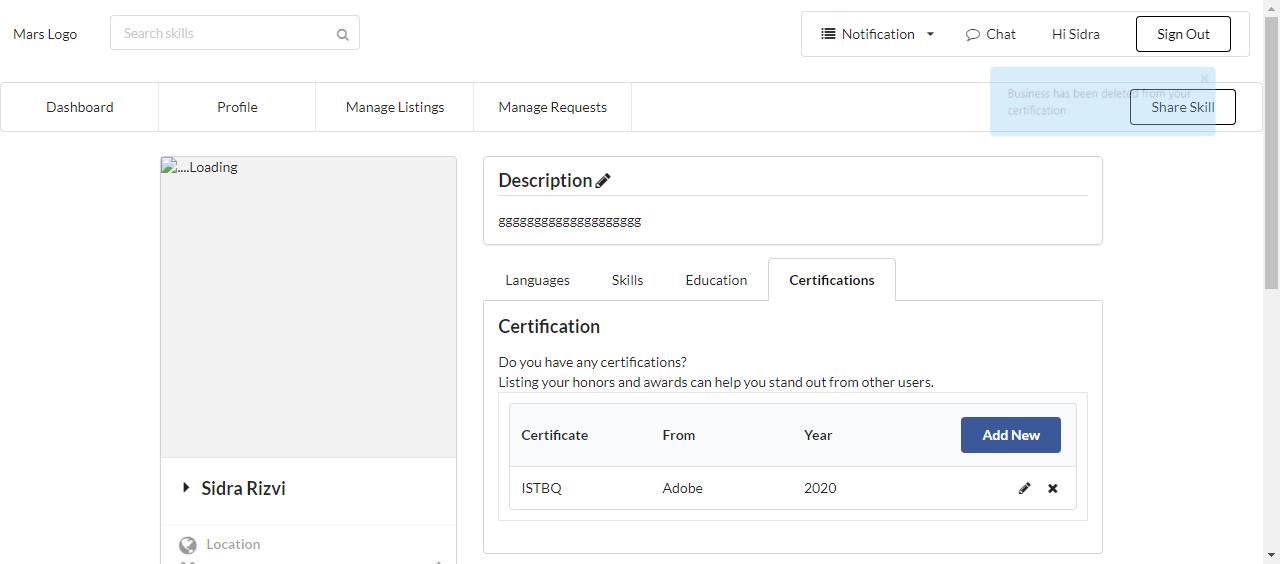 Mars Logo
Search skills
Notification
Chat
Hi Sidra
Sign Out
Business has been deleted from your
certification
Dashboard
Profile
Manage Listings
Manage Requests
Share Skill
....Loading
Description
gggggggggggggggggggg
Languages
Skills
Education
Certifications
Certification
Do you have any certifications?
Listing your honors and awards can help you stand out from other users.
Certificate From Year Add New
ISTBQ Adobe 2020
Sidra Rizvi
Location